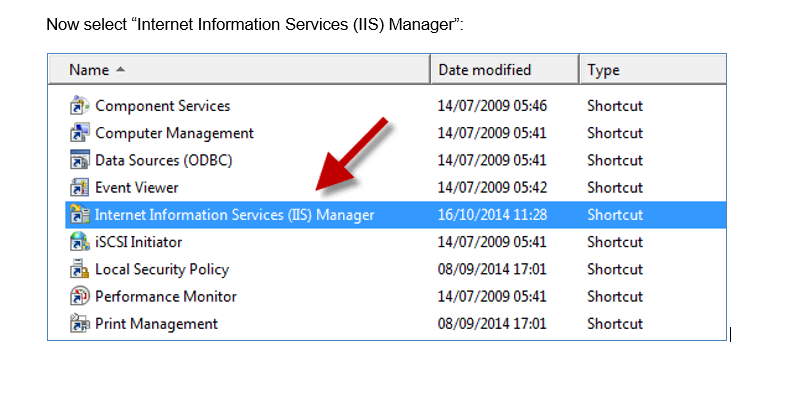 Now select “Internet Information Services (IIS) Manager”:
Name Date modified Type
Component Services 14/07/2009 05:46 Shortcut
Computer Management 14/07/2009 05:41 Shortcut
Data Sources (ODBC) 14/07/2009 05:41 Shortcut
Event Viewer 14/07/2009 05:42 Shortcut
Internet Information Services (IIS) Manager 16/10/2014 11:28 Shortcut
iSCSI Initiator 14/07/2009 05:41 Shortcut
Local Security Policy 08/09/2014 17:01 Shortcut
Performance Monitor 14/07/2009 05:41 Shortcut
Print Management 08/09/2014 17:01 Shortcut